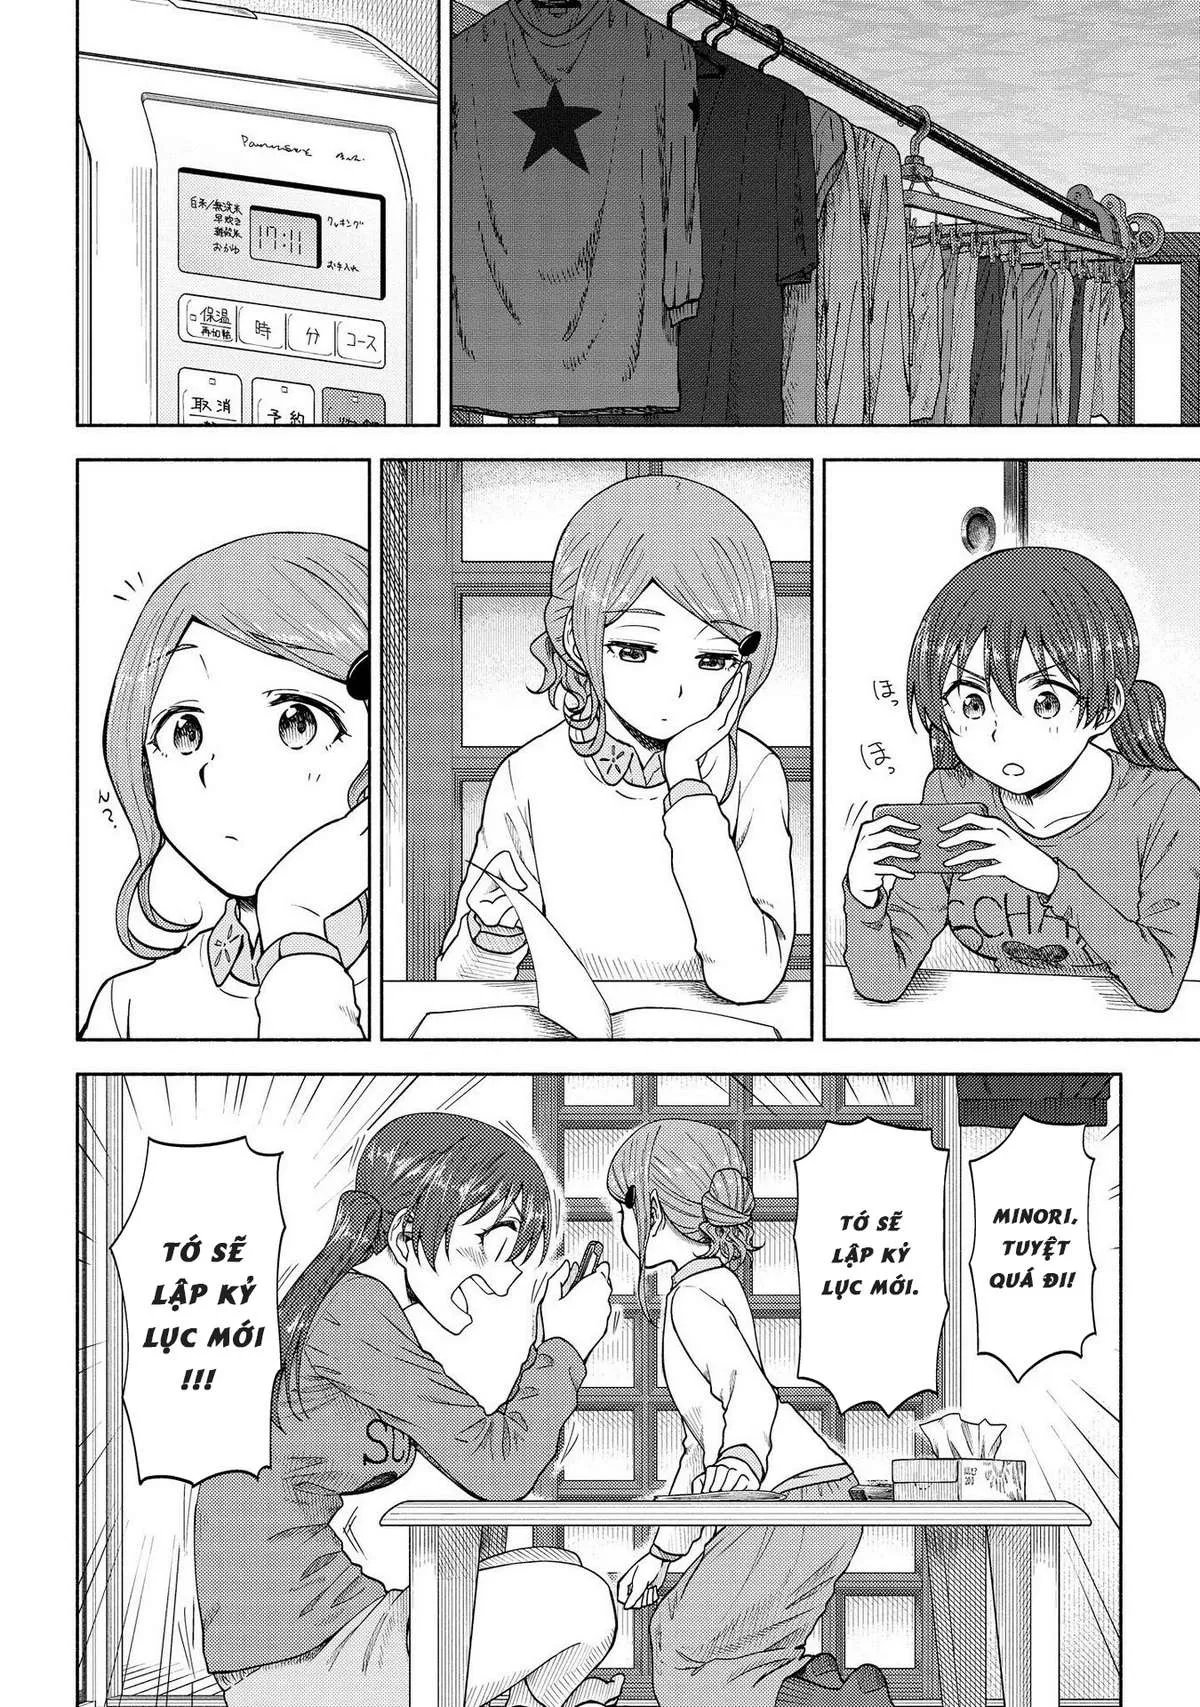 白米/無洗米
早炊き
雑穀米
おかゆ
17:11
クッキング
お手入れ
保温
再加熱
時
分
コース
取消
予約
ほっ
ほっ
SCHA
ん?
MINORI,
TUYỆT
QUÁ ĐI!
TỚ SẼ
LẬP KỶ
LỤC MỚI.
TỚ SẼ
LẬP KỶ
LỤC MỚI
!!!